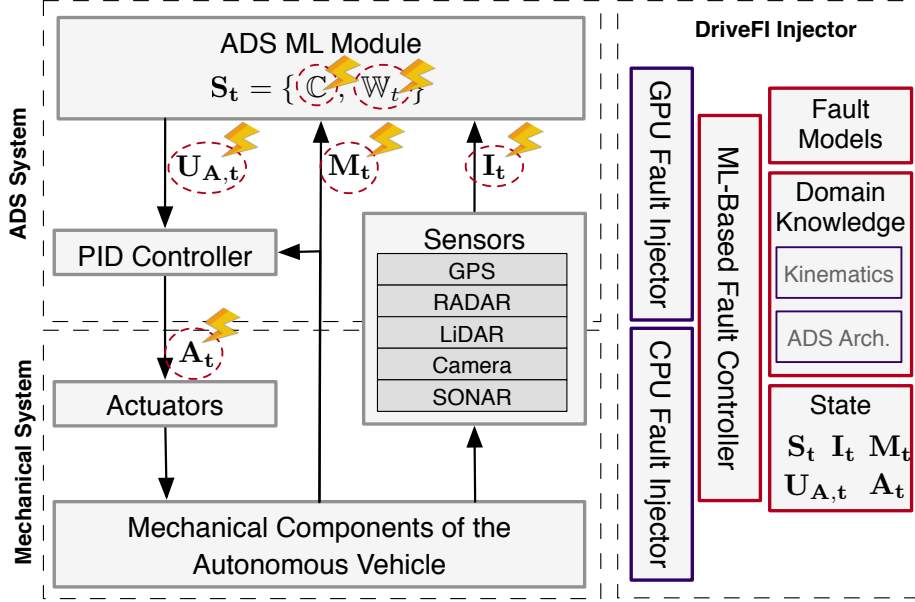 ADS System
ADS ML Module
S_t = { ℂ , 𝕎_t }
U_A,t
M_t
I_t
PID Controller
Sensors
GPS
RADAR
LiDAR
Camera
SONAR
Mechanical System
A_t
Actuators
Mechanical Components of the
Autonomous Vehicle
DriveFI Injector
GPU Fault Injector
CPU Fault Injector
ML-Based Fault Controller
Fault
Models
Domain
Knowledge
Kinematics
ADS Arch.
State
S_t I_t M_t
U_A,t A_t